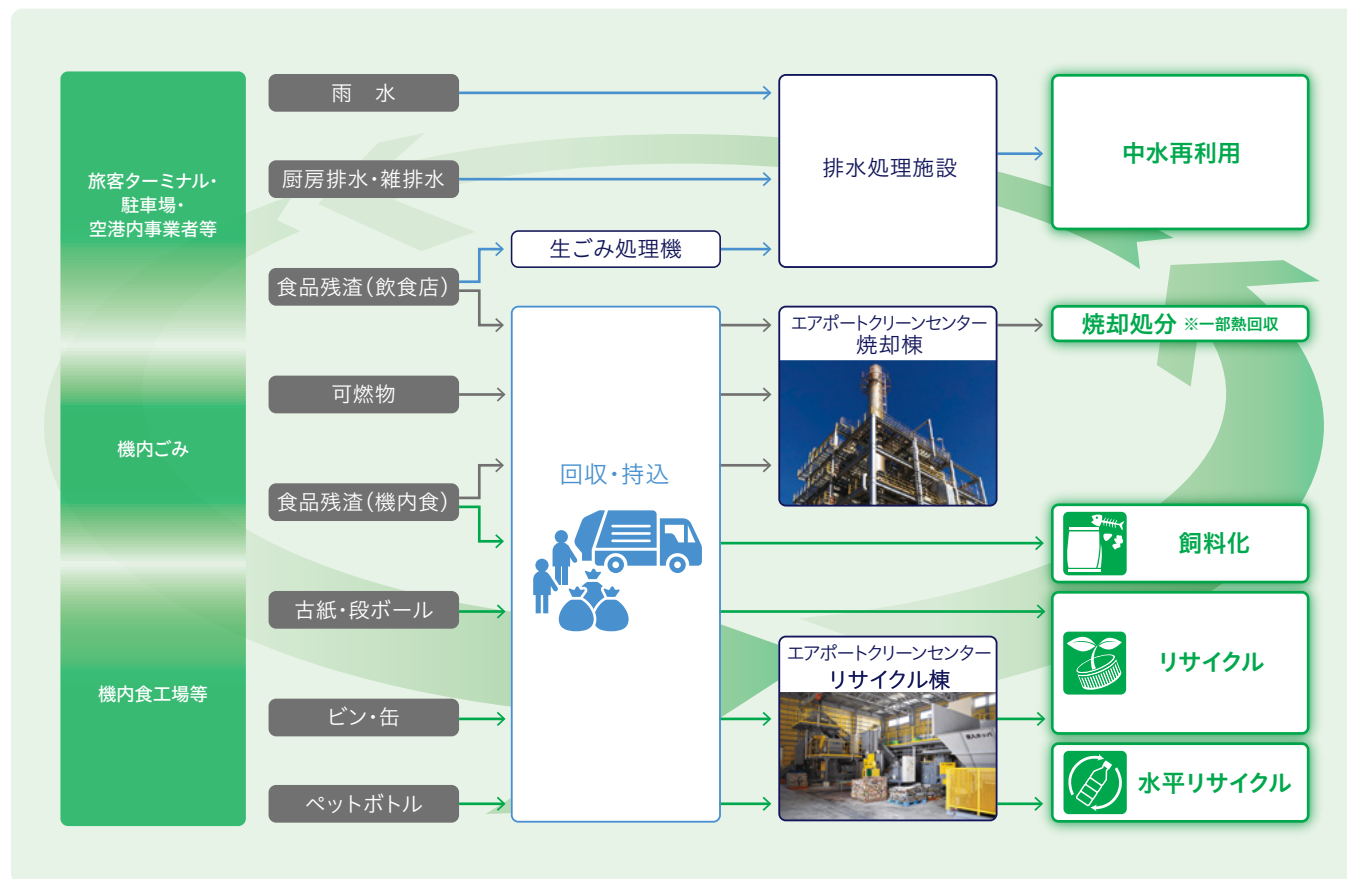 旅客ターミナル・
駐車場・
空港内事業者等
機内ごみ
機内食工場等
雨　水
厨房排水・雑排水
食品残渣(飲食店)
可燃物
食品残渣(機内食)
古紙・段ボール
ビン・缶
ペットボトル
生ごみ処理機
回収・持込
排水処理施設
エアポートクリーンセンター
焼却棟
エアポートクリーンセンター
リサイクル棟
中水再利用
焼却処分 ※一部熱回収
飼料化
リサイクル
水平リサイクル